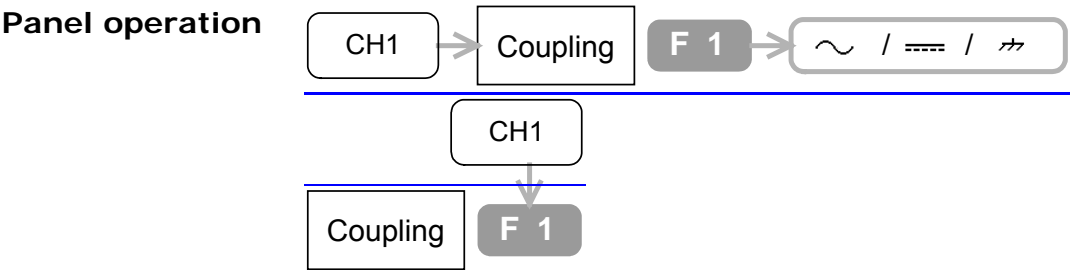 Panel operation
CH1 Coupling F 1 ∿ / ⎓ / ⏚
CH1
Coupling F 1